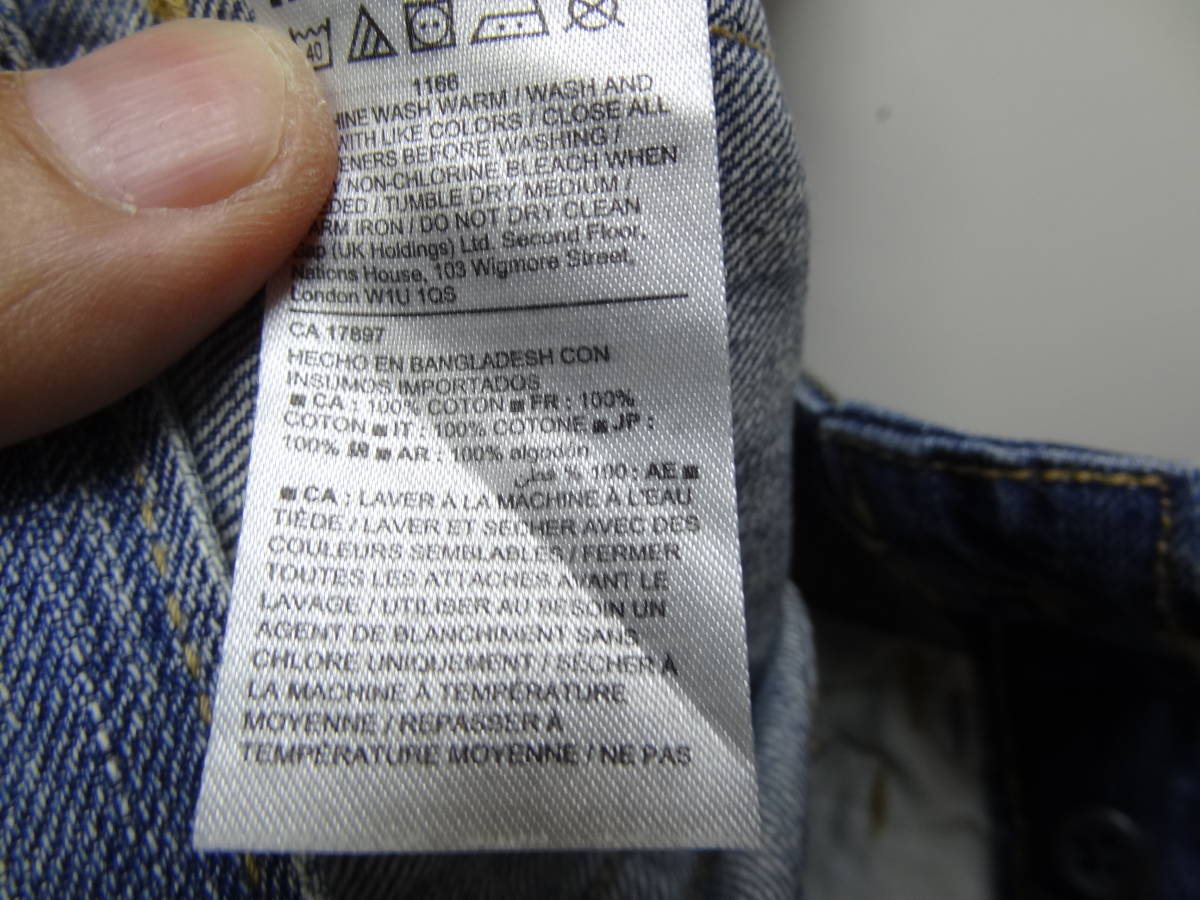 40
1166
HINE WASH WARM / WASH AND
WITH LIKE COLORS / CLOSE ALL
ENERS BEFORE WASHING /
NON-CHLORINE BLEACH WHEN
DED / TUMBLE DRY MEDIUM /
ARM IRON / DO NOT DRY CLEAN
Gap (UK Holdings) Ltd, Second Floor,
Nations House, 103 Wigmore Street,
London W1U 1QS
CA 17897
HECHO EN BANGLADESH CON
INSUMOS IMPORTADOS
■ CA : 100% COTON ■ FR : 100%
COTON ■ IT : 100% COTONE ■ JP :
100% 綿 ■ AR : 100% algodón
■ AE : 100 % قطن
■ CA : LAVER À LA MACHINE À L'EAU
TIÈDE / LAVER ET SÉCHER AVEC DES
COULEURS SEMBLABLES / FERMER
TOUTES LES ATTACHES AVANT LE
LAVAGE / UTILISER AU BESOIN UN
AGENT DE BLANCHIMENT SANS
CHLORE UNIQUEMENT / SÉCHER À
LA MACHINE À TEMPÉRATURE
MOYENNE / REPASSER À
TEMPÉRATURE MOYENNE / NE PAS